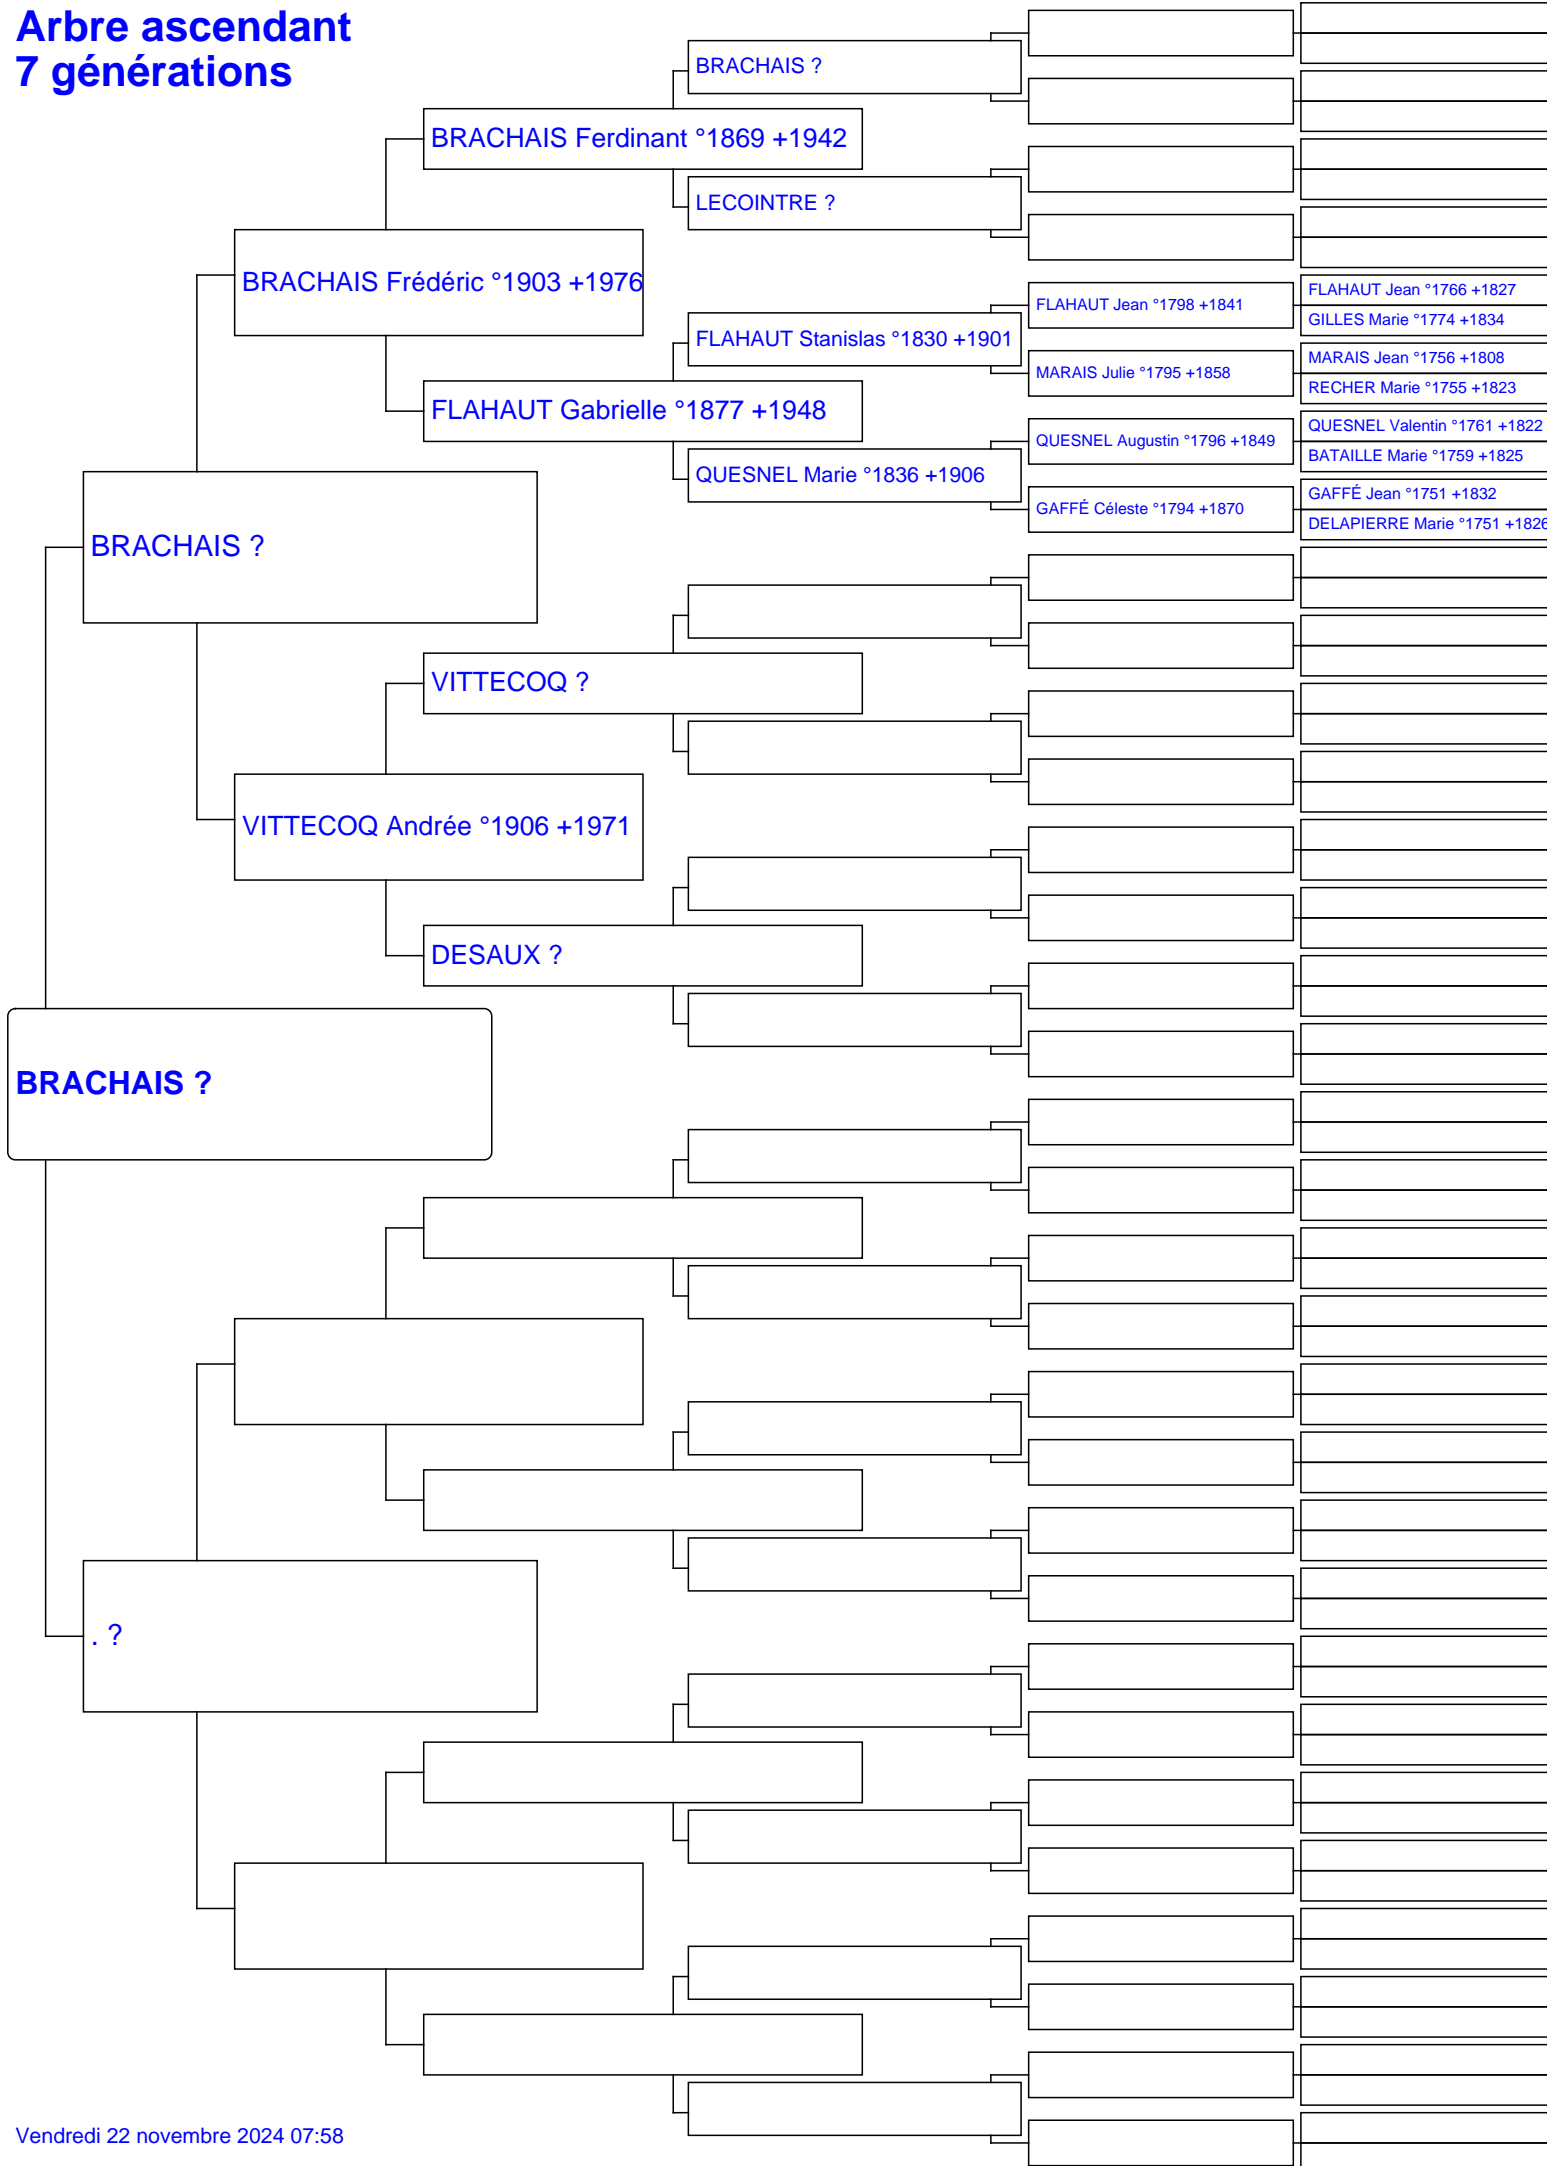 Arbre ascendant
7 générations
BRACHAIS ?
BRACHAIS Ferdinant °1869 +1942
LECOINTRE ?
BRACHAIS Frédéric °1903 +1976
FLAHAUT Jean °1766 +1827
FLAHAUT Jean °1798 +1841
GILLES Marie °1774 +1834
FLAHAUT Stanislas °1830 +1901
MARAIS Jean °1756 +1808
MARAIS Julie °1795 +1858
RECHER Marie °1755 +1823
FLAHAUT Gabrielle °1877 +1948
QUESNEL Valentin °1761 +1822
QUESNEL Augustin °1796 +1849
BATAILLE Marie °1759 +1825
QUESNEL Marie °1836 +1906
GAFFÉ Jean °1751 +1832
GAFFÉ Céleste °1794 +1870
DELAPIERRE Marie °1751 +1826
BRACHAIS ?
VITTECOQ ?
VITTECOQ Andrée °1906 +1971
DESAUX ?
BRACHAIS ?
. ?
Vendredi 22 novembre 2024 07:58